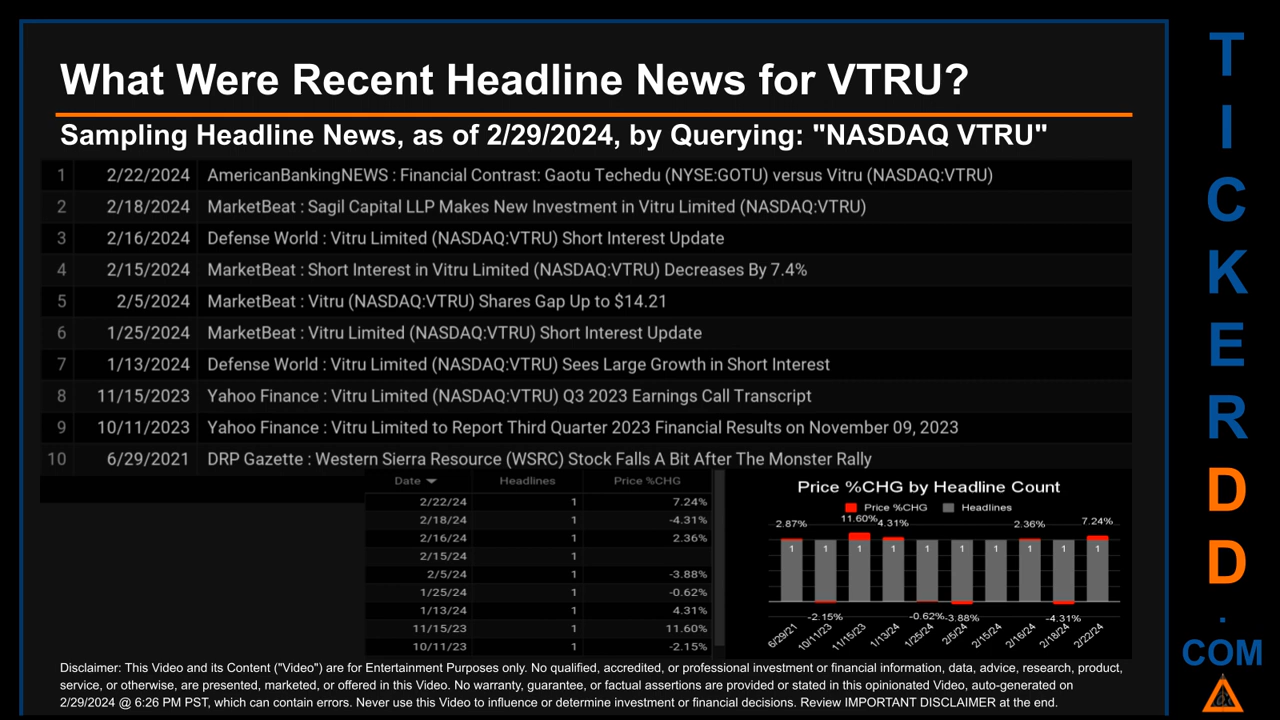 What Were Recent Headline News for VTRU?
Sampling Headline News, as of 2/29/2024, by Querying: "NASDAQ VTRU"
1 2/22/2024 AmericanBankingNEWS : Financial Contrast: Gaotu Techedu (NYSE:GOTU) versus Vitru (NASDAQ:VTRU)
2 2/18/2024 MarketBeat : Sagil Capital LLP Makes New Investment in Vitru Limited (NASDAQ:VTRU)
3 2/16/2024 Defense World : Vitru Limited (NASDAQ:VTRU) Short Interest Update
4 2/15/2024 MarketBeat : Short Interest in Vitru Limited (NASDAQ:VTRU) Decreases By 7.4%
5 2/5/2024 MarketBeat : Vitru (NASDAQ:VTRU) Shares Gap Up to $14.21
6 1/25/2024 MarketBeat : Vitru Limited (NASDAQ:VTRU) Short Interest Update
7 1/13/2024 Defense World : Vitru Limited (NASDAQ:VTRU) Sees Large Growth in Short Interest
8 11/15/2023 Yahoo Finance : Vitru Limited (NASDAQ:VTRU) Q3 2023 Earnings Call Transcript
9 10/11/2023 Yahoo Finance : Vitru Limited to Report Third Quarter 2023 Financial Results on November 09, 2023
10 6/29/2021 DRP Gazette : Western Sierra Resource (WSRC) Stock Falls A Bit After The Monster Rally
Date Headlines Price %CHG
2/22/24 1 7.24%
2/18/24 1 -4.31%
2/16/24 1 2.36%
2/15/24 1
2/5/24 1 -3.88%
1/25/24 1 -0.62%
1/13/24 1 4.31%
11/15/23 1 11.60%
10/11/23 1 -2.15%
Price %CHG by Headline Count
Price %CHG Headlines
2.87% 11.60% 4.31% 2.36% 7.24%
1 1 1 1 1 1 1 1 1 1
-2.15% -0.62% -3.88% -4.31%
6/29/21 10/11/23 11/15/23 1/13/24 1/25/24 2/5/24 2/15/24 2/16/24 2/18/24 2/22/24
Disclaimer: This Video and its Content ("Video") are for Entertainment Purposes only. No qualified, accredited, or professional investment or financial information, data, advice, research, product,
service, or otherwise, are presented, marketed, or offered in this Video. No warranty, guarantee, or factual assertions are provided or stated in this opinionated Video, auto-generated on
2/29/2024 @ 6:26 PM PST, which can contain errors. Never use this Video to influence or determine investment or financial decisions. Review IMPORTANT DISCLAIMER at the end.
TICKERDD.COM